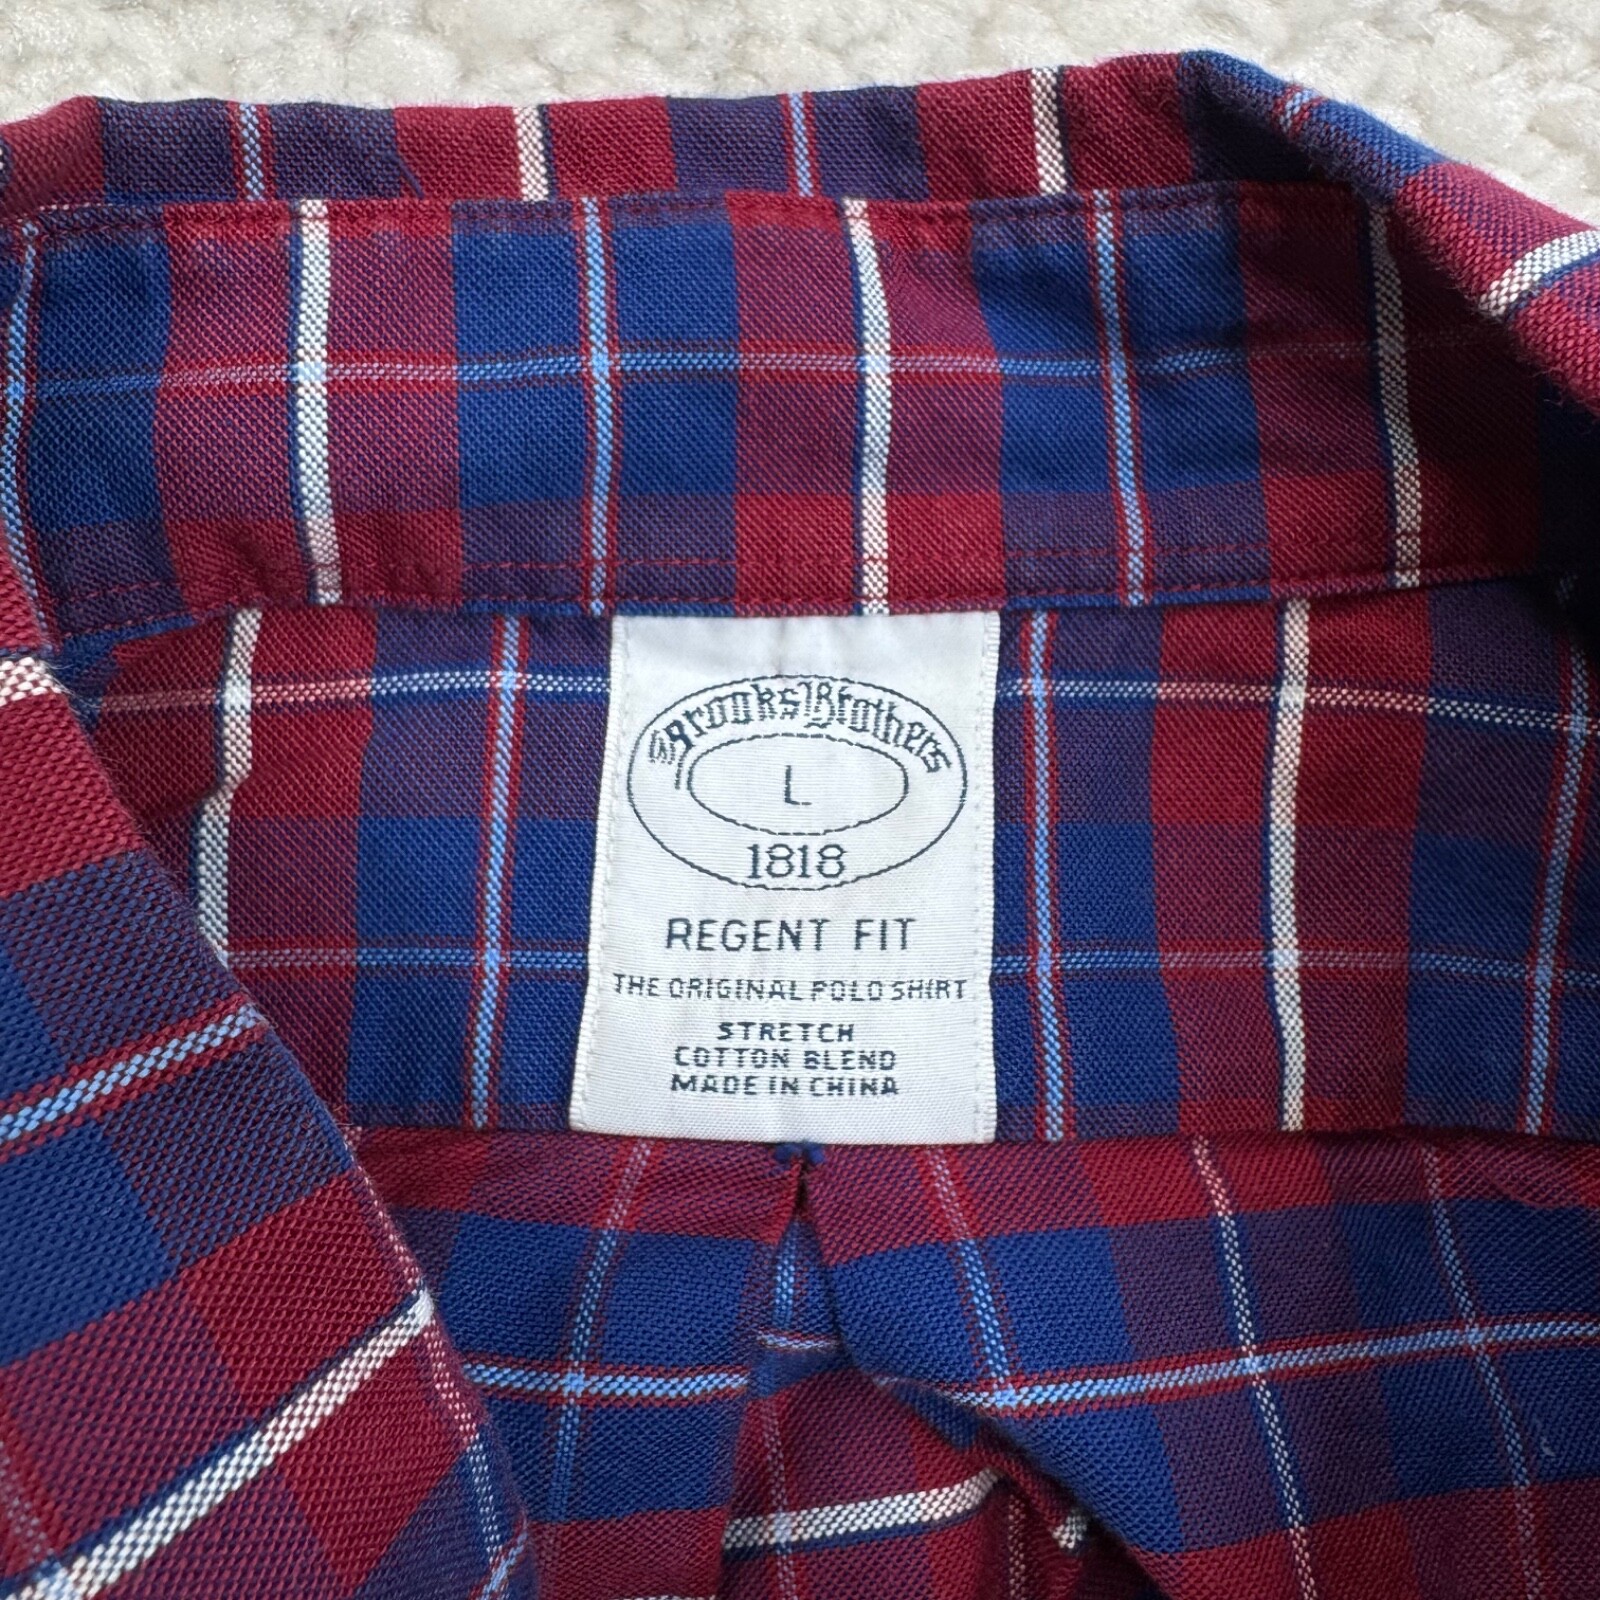 Brooks Brothers
L
1818
REGENT FIT
THE ORIGINAL POLO SHIRT
STRETCH
COTTON BLEND
MADE IN CHINA